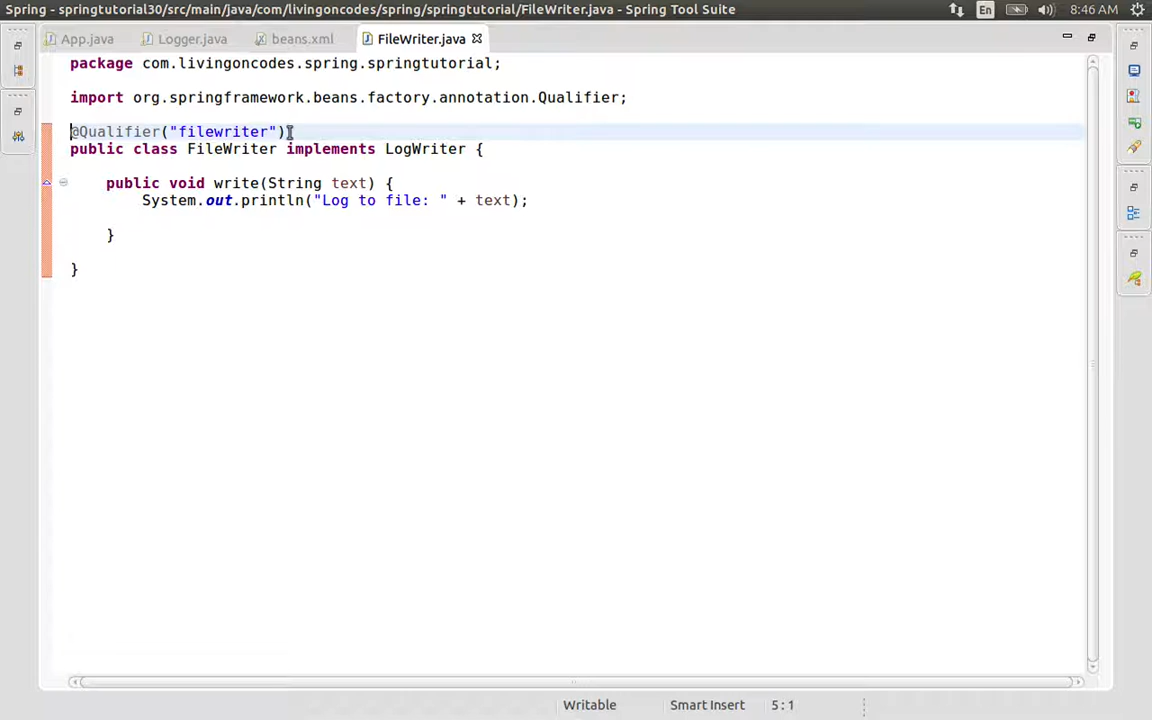 Spring - springtutorial30/src/main/java/com/livingoncodes/spring/springtutorial/FileWriter.java - Spring Tool Suite
En
8:46 AM
App.java
Logger.java
beans.xml
FileWriter.java
package com.livingoncodes.spring.springtutorial;
import org.springframework.beans.factory.annotation.Qualifier;
@Qualifier("filewriter")
public class FileWriter implements LogWriter {
public void write(String text) {
System.out.println("Log to file: " + text);
}
}
Writable
Smart Insert
5 : 1